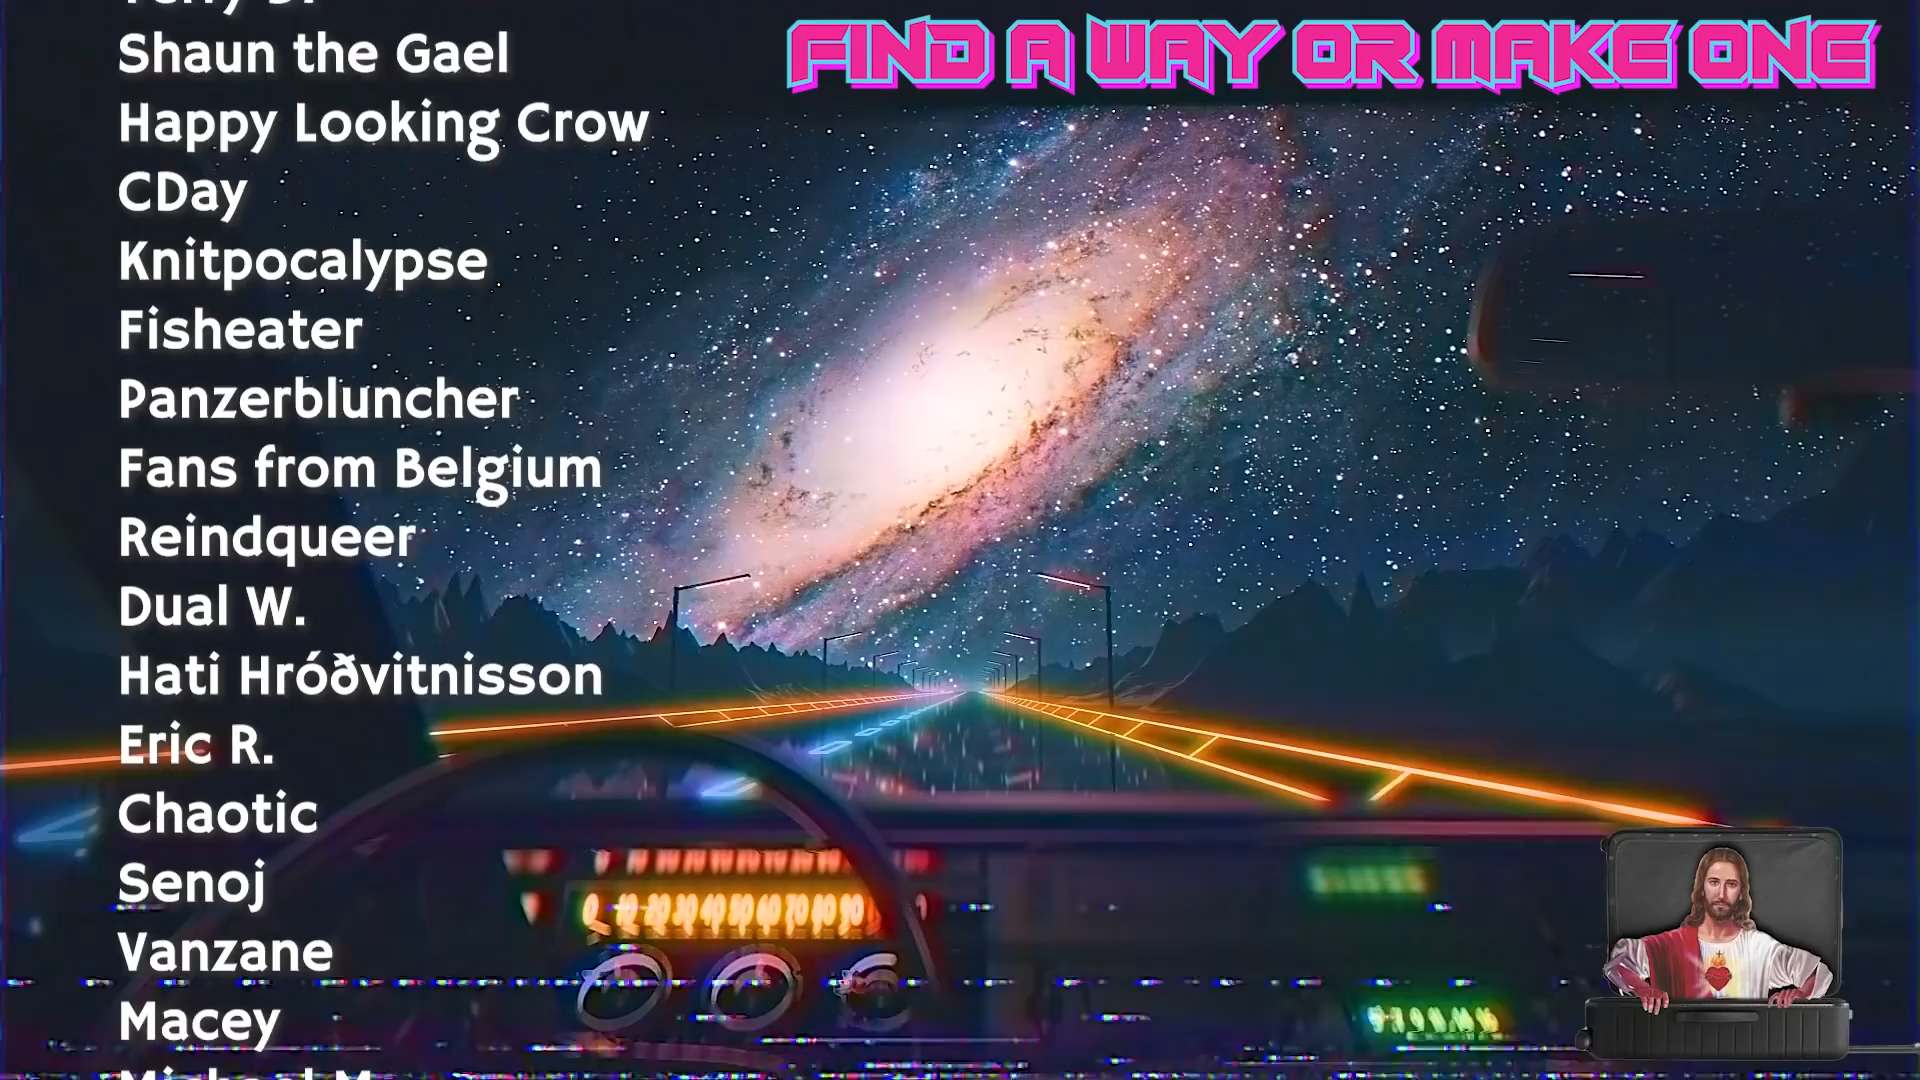 FIND A WAY OR MAKE ONE
Shaun the Gael
Happy Looking Crow
CDay
Knitpocalypse
Fisheater
Panzerbluncher
Fans from Belgium
Reindqueer
Dual W.
Hati Hróðvitnisson
Eric R.
Chaotic
Senoj
Vanzane
Macey
Michael M.